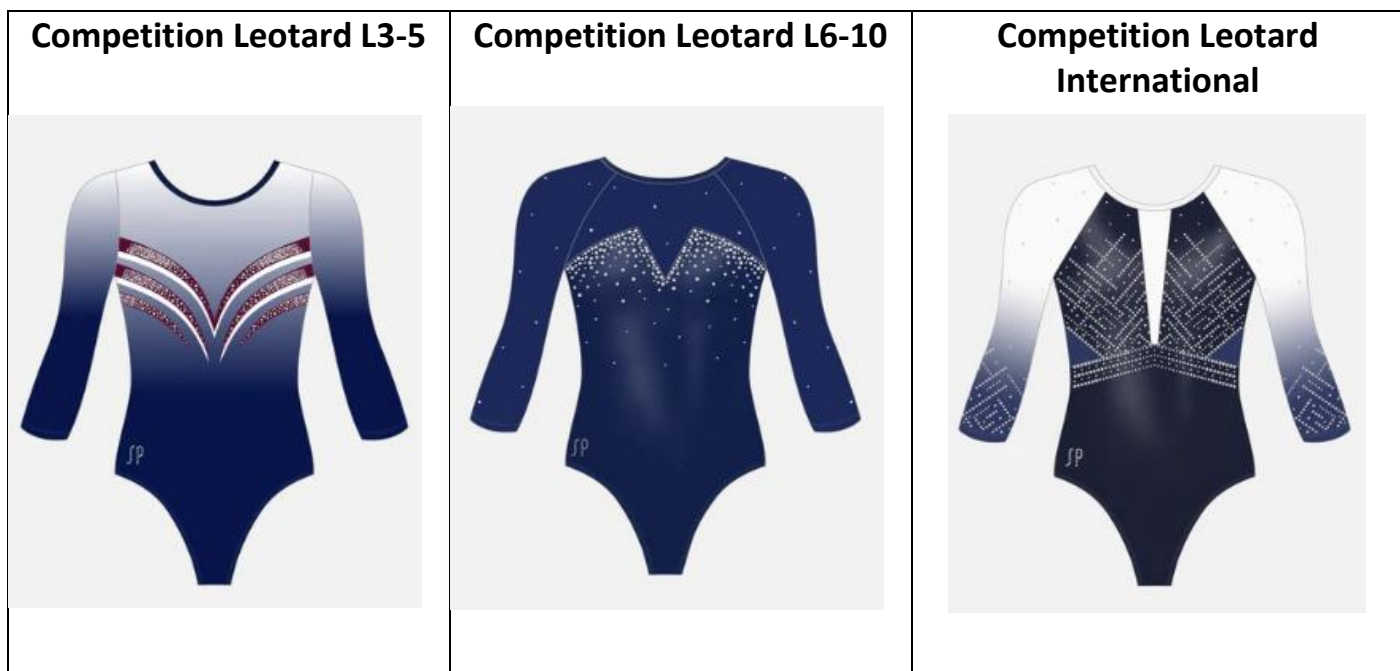 Competition Leotard L3-5
Competition Leotard L6-10
Competition Leotard
International
SP
SP
SP